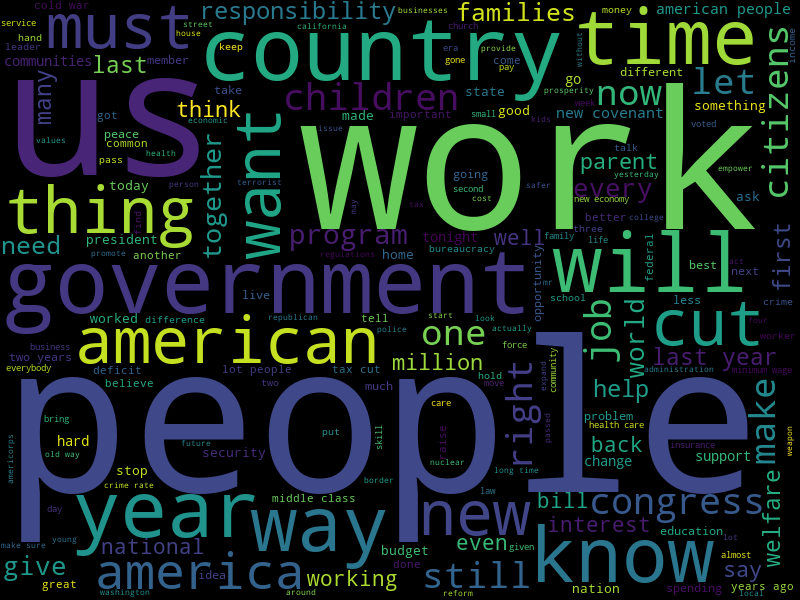 cold war
service
hand
street
house
leader
member
must
responsibility
businesses
california
families
money
american people
communities
last
us
many
got
values
peace
common
pass
health
economic
country
church
keep
era
gone
provide
come
pay
without
time
different
income
citizens
go
let
something
now
take
think
children
made
important
state
small
good
new covenant
prosperity
week
kids
issue
voted
work
going
second
cost
talk
yesterday
parent
empower
safer
every
new economy
ask
thing
today
president
another
need
together
person
terrorist
want
find
promote
may
tax
program
tonight
regulations
home
bureaucracy
well
better
college
three
family
life
mr
opportunity
school
federal
first
best
next
act
less
crime
will
government
live
worked
difference
republican
police
tell
start
look
actually
force
american
business
two years
everybody
deficit
believe
lot people
two
tax cut
much
one
million
hold
move
community
expand
job
world
cut
four
worker
last year
administration
minimum wage
people
bring
hard
old way
future
security
put
skill
care
raise
nuclear
right
passed
help
problem
health care
back
change
insurance
support
make
weapon
americorps
stop
crime rate
border
long time
law
middle class
year
way
new
bill
congress
interest
education
lot
welfare
day
make sure
young
national
idea
budget
done
even
given
know
almost
say
give
great
america
washington
around
working
still
reform
nation
spending
years ago
local